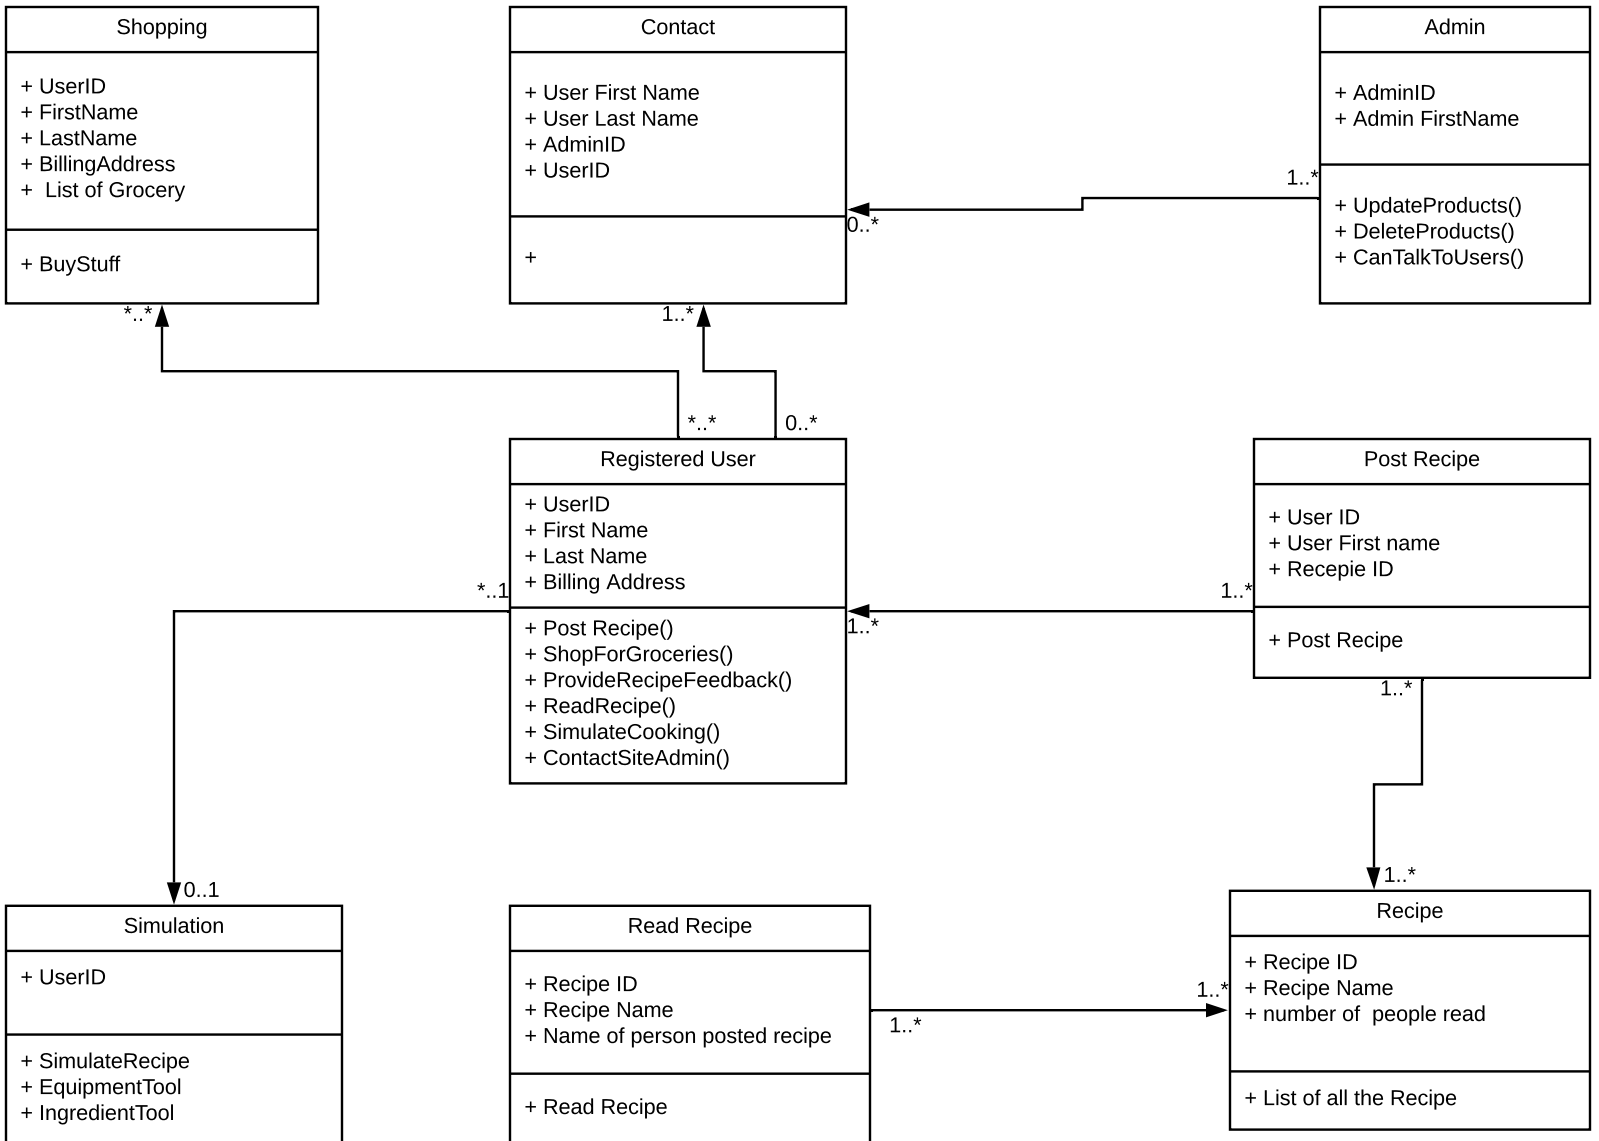 Shopping
+ UserID
+ FirstName
+ LastName
+ BillingAddress
+  List of Grocery
+ BuyStuff
*..*
Contact
+ User First Name
+ User Last Name
+ AdminID
+ UserID
+
0..*
1..*
Admin
+ AdminID
+ Admin FirstName
1..*
+ UpdateProducts()
+ DeleteProducts()
+ CanTalkToUsers()
*..*
0..*
Registered User
+ UserID
+ First Name
+ Last Name
+ Billing Address
*..1
+ Post Recipe()
+ ShopForGroceries()
+ ProvideRecipeFeedback()
+ ReadRecipe()
+ SimulateCooking()
+ ContactSiteAdmin()
1..*
1..*
Post Recipe
+ User ID
+ User First name
+ Recepie ID
+ Post Recipe
1..*
0..1
Simulation
+ UserID
+ SimulateRecipe
+ EquipmentTool
+ IngredientTool
Read Recipe
+ Recipe ID
+ Recipe Name
+ Name of person posted recipe
+ Read Recipe
1..*
1..*
1..*
Recipe
+ Recipe ID
+ Recipe Name
+ number of  people read
+ List of all the Recipe